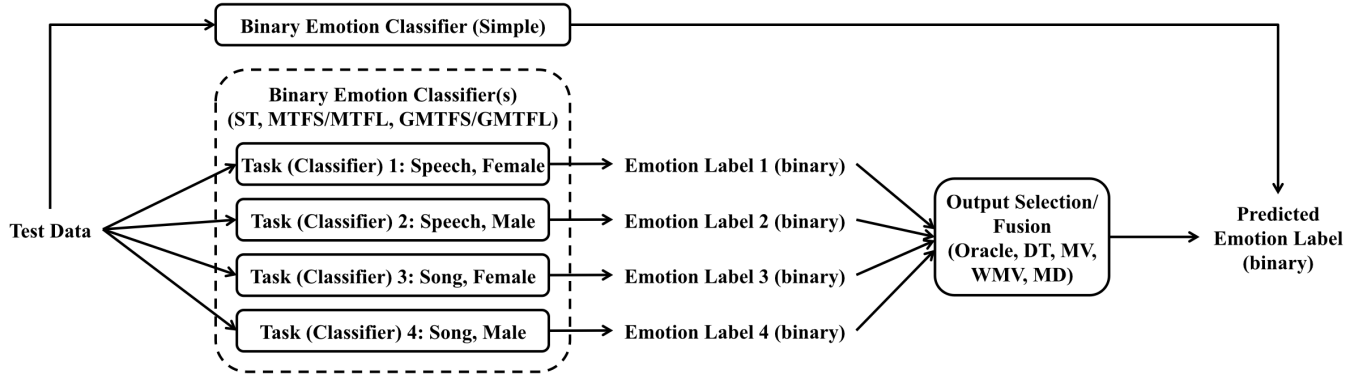 Binary Emotion Classifier (Simple)
Binary Emotion Classifier(s)
(ST, MTFS/MTFL, GMTFS/GMTFL)
Test Data
Task (Classifier) 1: Speech, Female
Task (Classifier) 2: Speech, Male
Task (Classifier) 3: Song, Female
Task (Classifier) 4: Song, Male
Emotion Label 1 (binary)
Emotion Label 2 (binary)
Emotion Label 3 (binary)
Emotion Label 4 (binary)
Output Selection/
Fusion
(Oracle, DT, MV,
WMV, MD)
Predicted
Emotion Label
(binary)